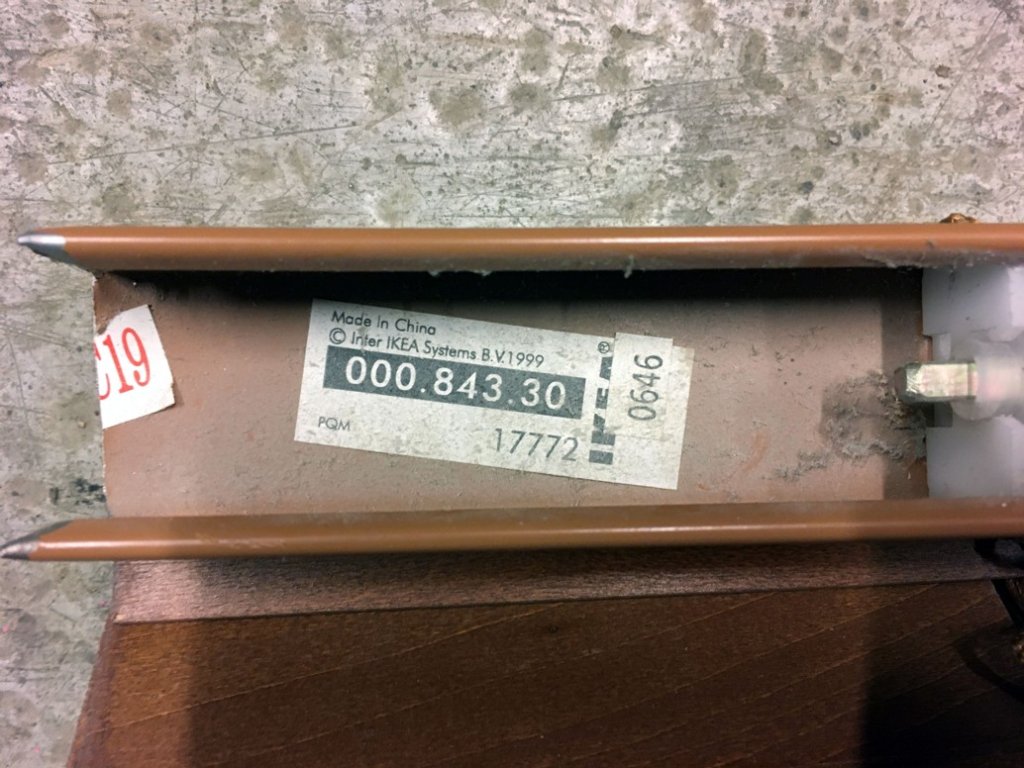 C19
Made In China
© Inter IKEA Systems B.V.1999
000.843.30
PQM
17772
IKEA®
0646